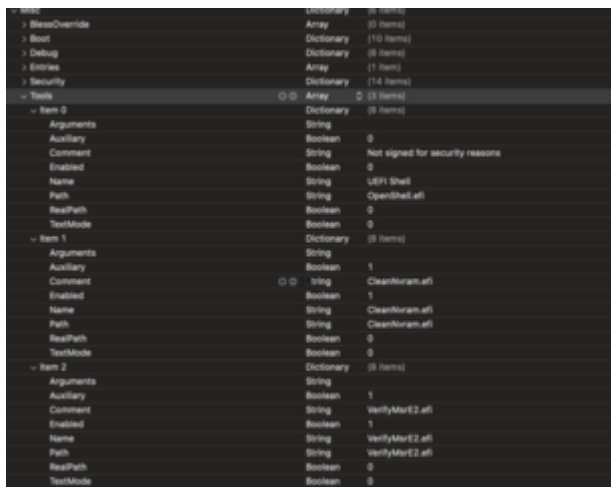 Misc Dictionary (6 items)
BlessOverride Array (0 items)
Boot Dictionary (10 items)
Debug Dictionary (8 items)
Entries Array (1 item)
Security Dictionary (14 items)
Tools Array (3 items)
Item 0 Dictionary (8 items)
Arguments String
Auxiliary Boolean 0
Comment String Not signed for security reasons
Enabled Boolean 0
Name String UEFI Shell
Path String OpenShell.efi
RealPath Boolean 0
TextMode Boolean 0
Item 1 Dictionary (8 items)
Arguments String
Auxiliary Boolean 1
Comment tring CleanNvram.efi
Enabled Boolean 1
Name String CleanNvram.efi
Path String CleanNvram.efi
RealPath Boolean 0
TextMode Boolean 0
Item 2 Dictionary (8 items)
Arguments String
Auxiliary Boolean 1
Comment String VerifyMsrE2.efi
Enabled Boolean 1
Name String VerifyMsrE2.efi
Path String VerifyMsrE2.efi
RealPath Boolean 0
TextMode Boolean 0